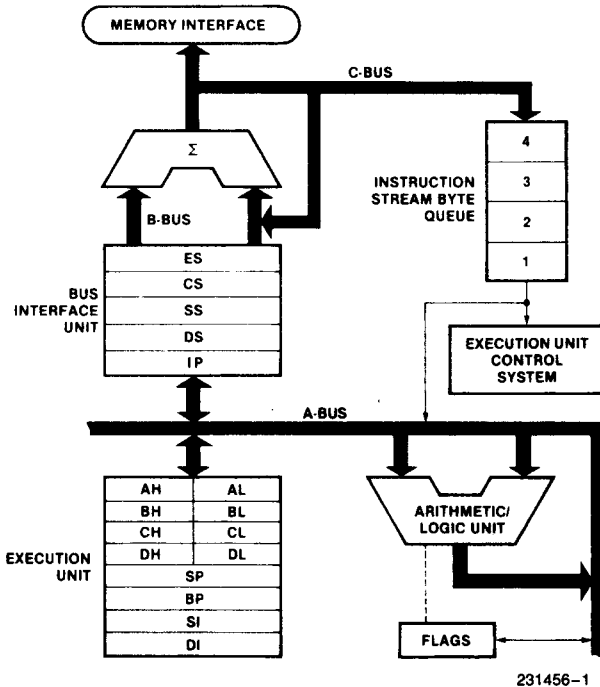 MEMORY INTERFACE
C-BUS
Σ
B-BUS
INSTRUCTION
STREAM BYTE
QUEUE
4
3
2
1
BUS
INTERFACE
UNIT
ES
CS
SS
DS
IP
EXECUTION UNIT
CONTROL
SYSTEM
A-BUS
EXECUTION
UNIT
AH AL
BH BL
CH CL
DH DL
SP
BP
SI
DI
ARITHMETIC/
LOGIC UNIT
FLAGS
231456-1